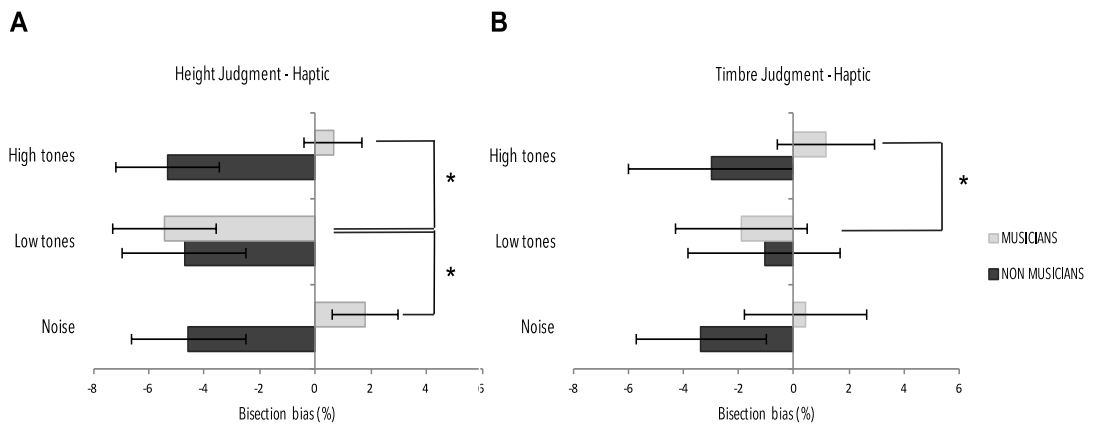 A
B
Height Judgment - Haptic
Timbre Judgment - Haptic
High tones
*
Low tones
*
Noise
-8 -6 -4 -2 0 2 4
Bisection bias (%)
High tones
*
Low tones
Noise
-8 -6 -4 -2 0 2 4 6
Bisection bias (%)
MUSICIANS
NON MUSICIANS